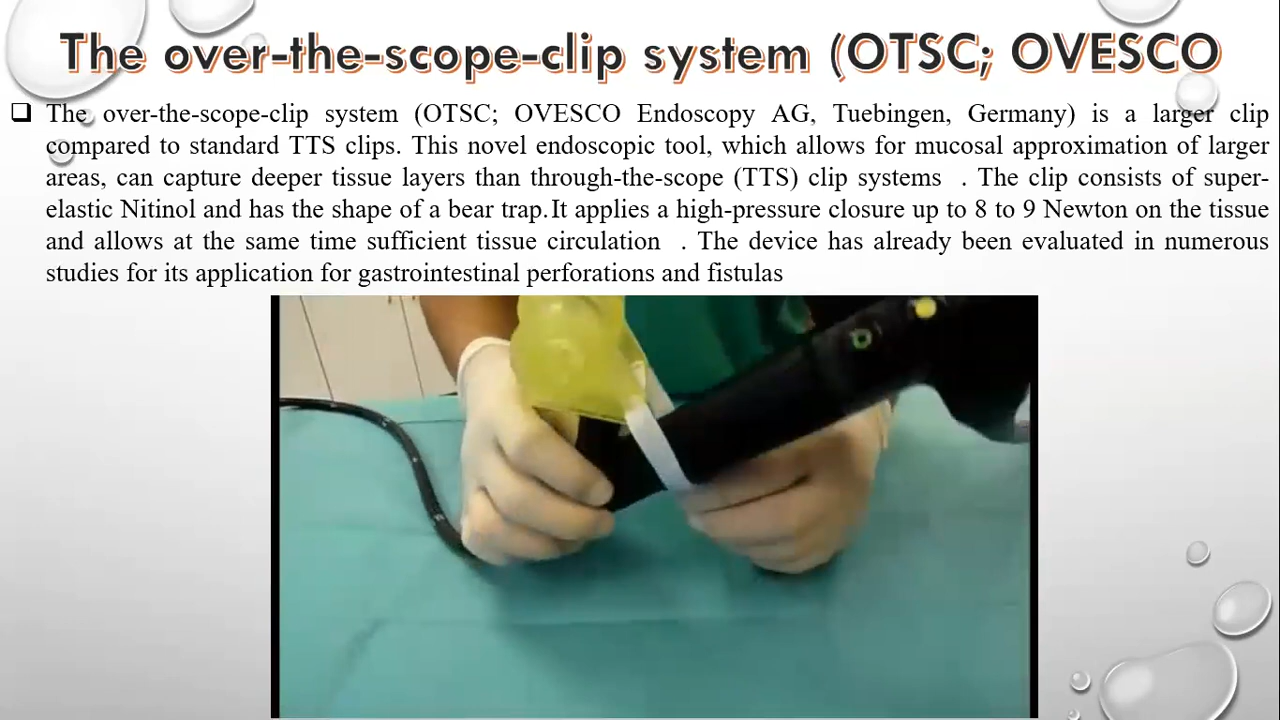 The over-the-scope-clip system (OTSC; OVESCO
The over-the-scope-clip system (OTSC; OVESCO Endoscopy AG, Tuebingen, Germany) is a larger clip
compared to standard TTS clips. This novel endoscopic tool, which allows for mucosal approximation of larger
areas, can capture deeper tissue layers than through-the-scope (TTS) clip systems . The clip consists of super-
elastic Nitinol and has the shape of a bear trap.It applies a high-pressure closure up to 8 to 9 Newton on the tissue
and allows at the same time sufficient tissue circulation . The device has already been evaluated in numerous
studies for its application for gastrointestinal perforations and fistulas